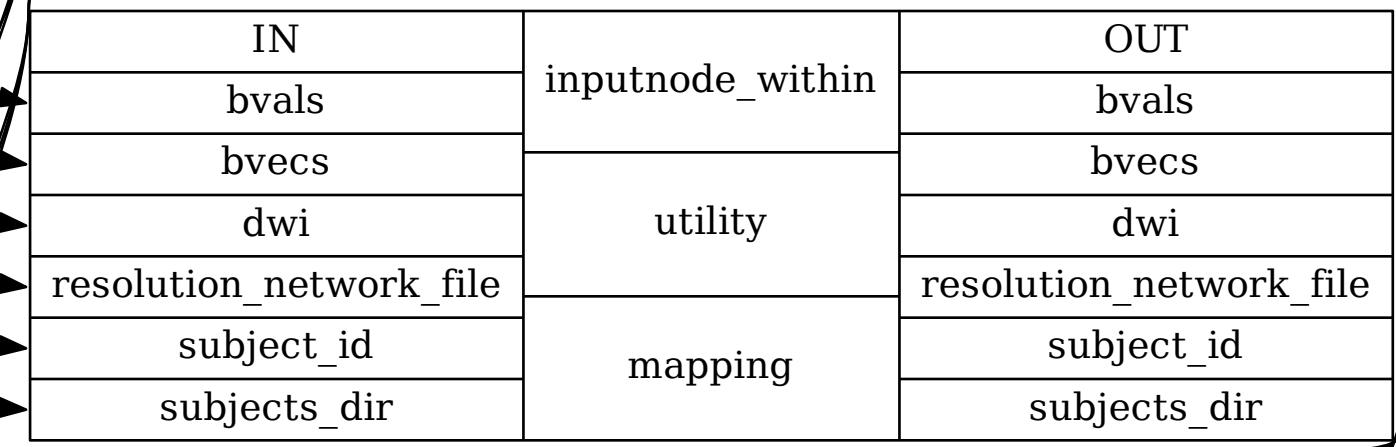 IN
bvals
bvecs
dwi
resolution_network_file
subject_id
subjects_dir
inputnode_within
utility
mapping
OUT
bvals
bvecs
dwi
resolution_network_file
subject_id
subjects_dir